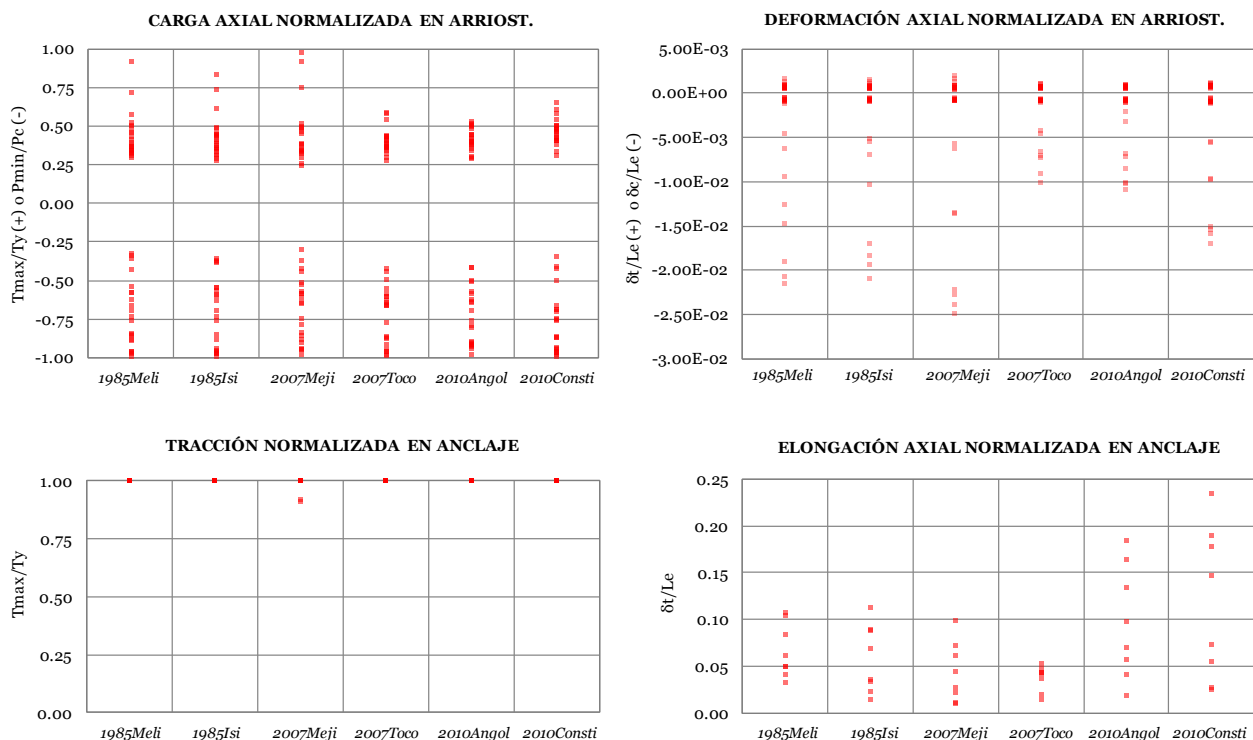 CARGA AXIAL NORMALIZADA EN ARRIOST.
Tmax/Ty (+) o Pmin/Pc (-)
1.00
0.75
0.50
0.25
0.00
-0.25
-0.50
-0.75
-1.00
1985Meli 1985Isi 2007Meji 2007Toco 2010Angol 2010Consti
DEFORMACIÓN AXIAL NORMALIZADA EN ARRIOST.
δt/Le (+) o δc/Le (-)
5.00E-03
0.00E+00
-5.00E-03
-1.00E-02
-1.50E-02
-2.00E-02
-2.50E-02
-3.00E-02
1985Meli 1985Isi 2007Meji 2007Toco 2010Angol 2010Consti
TRACCIÓN NORMALIZADA EN ANCLAJE
Tmax/Ty
1.00
0.75
0.50
0.25
0.00
1985Meli 1985Isi 2007Meji 2007Toco 2010Angol 2010Consti
ELONGACIÓN AXIAL NORMALIZADA EN ANCLAJE
δt/Le
0.25
0.20
0.15
0.10
0.05
0.00
1985Meli 1985Isi 2007Meji 2007Toco 2010Angol 2010Consti